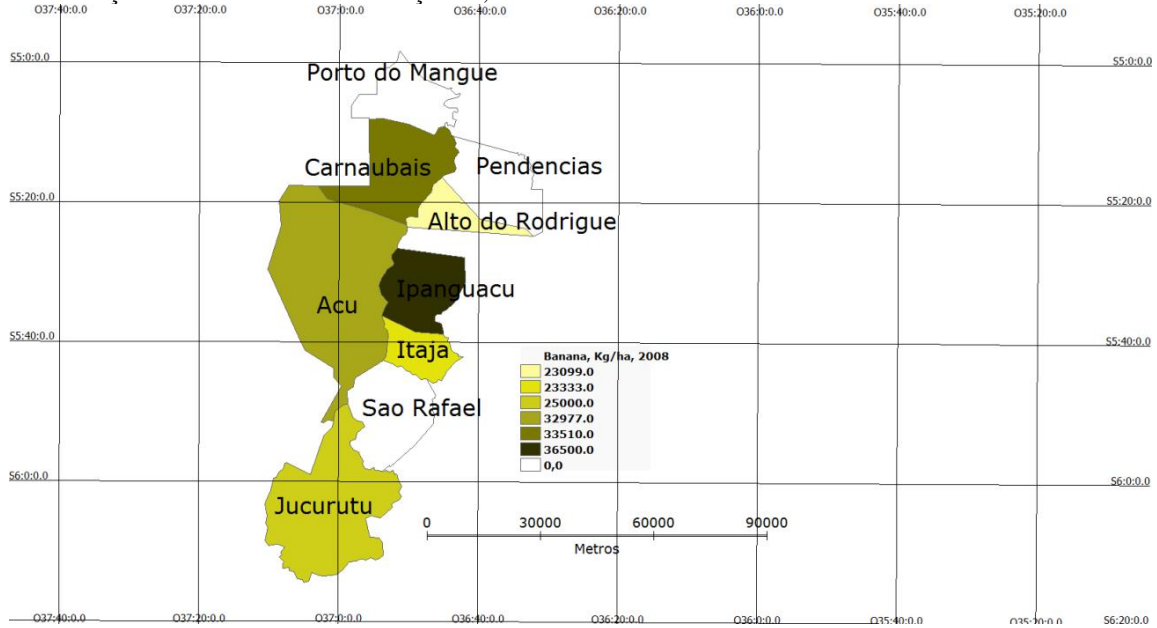 O37:40:0.0 O37:20:0.0 O37:0:0.0 O36:40:0.0 O36:20:0.0 O36:0:0.0 O35:40:0.0 O35:20:0.0
S5:0:0.0 S5:0:0.0
Porto do Mangue
Carnaubais Pendencias
S5:20:0.0 S5:20:0.0
Alto do Rodrigue
Ipanguacu
Acu
S5:40:0.0 S5:40:0.0
Itaja
Banana, Kg/ha, 2008
23099.0
23333.0
25000.0
32977.0
33510.0
36500.0
0,0
Sao Rafael
S6:0:0.0 S6:0:0.0
Jucurutu
0 30000 60000 90000
Metros
O37:40:0.0 O37:20:0.0 O37:0:0.0 O36:40:0.0 O36:20:0.0 O36:0:0.0 O35:40:0.0 O35:20:0.0 S6:20:0.0